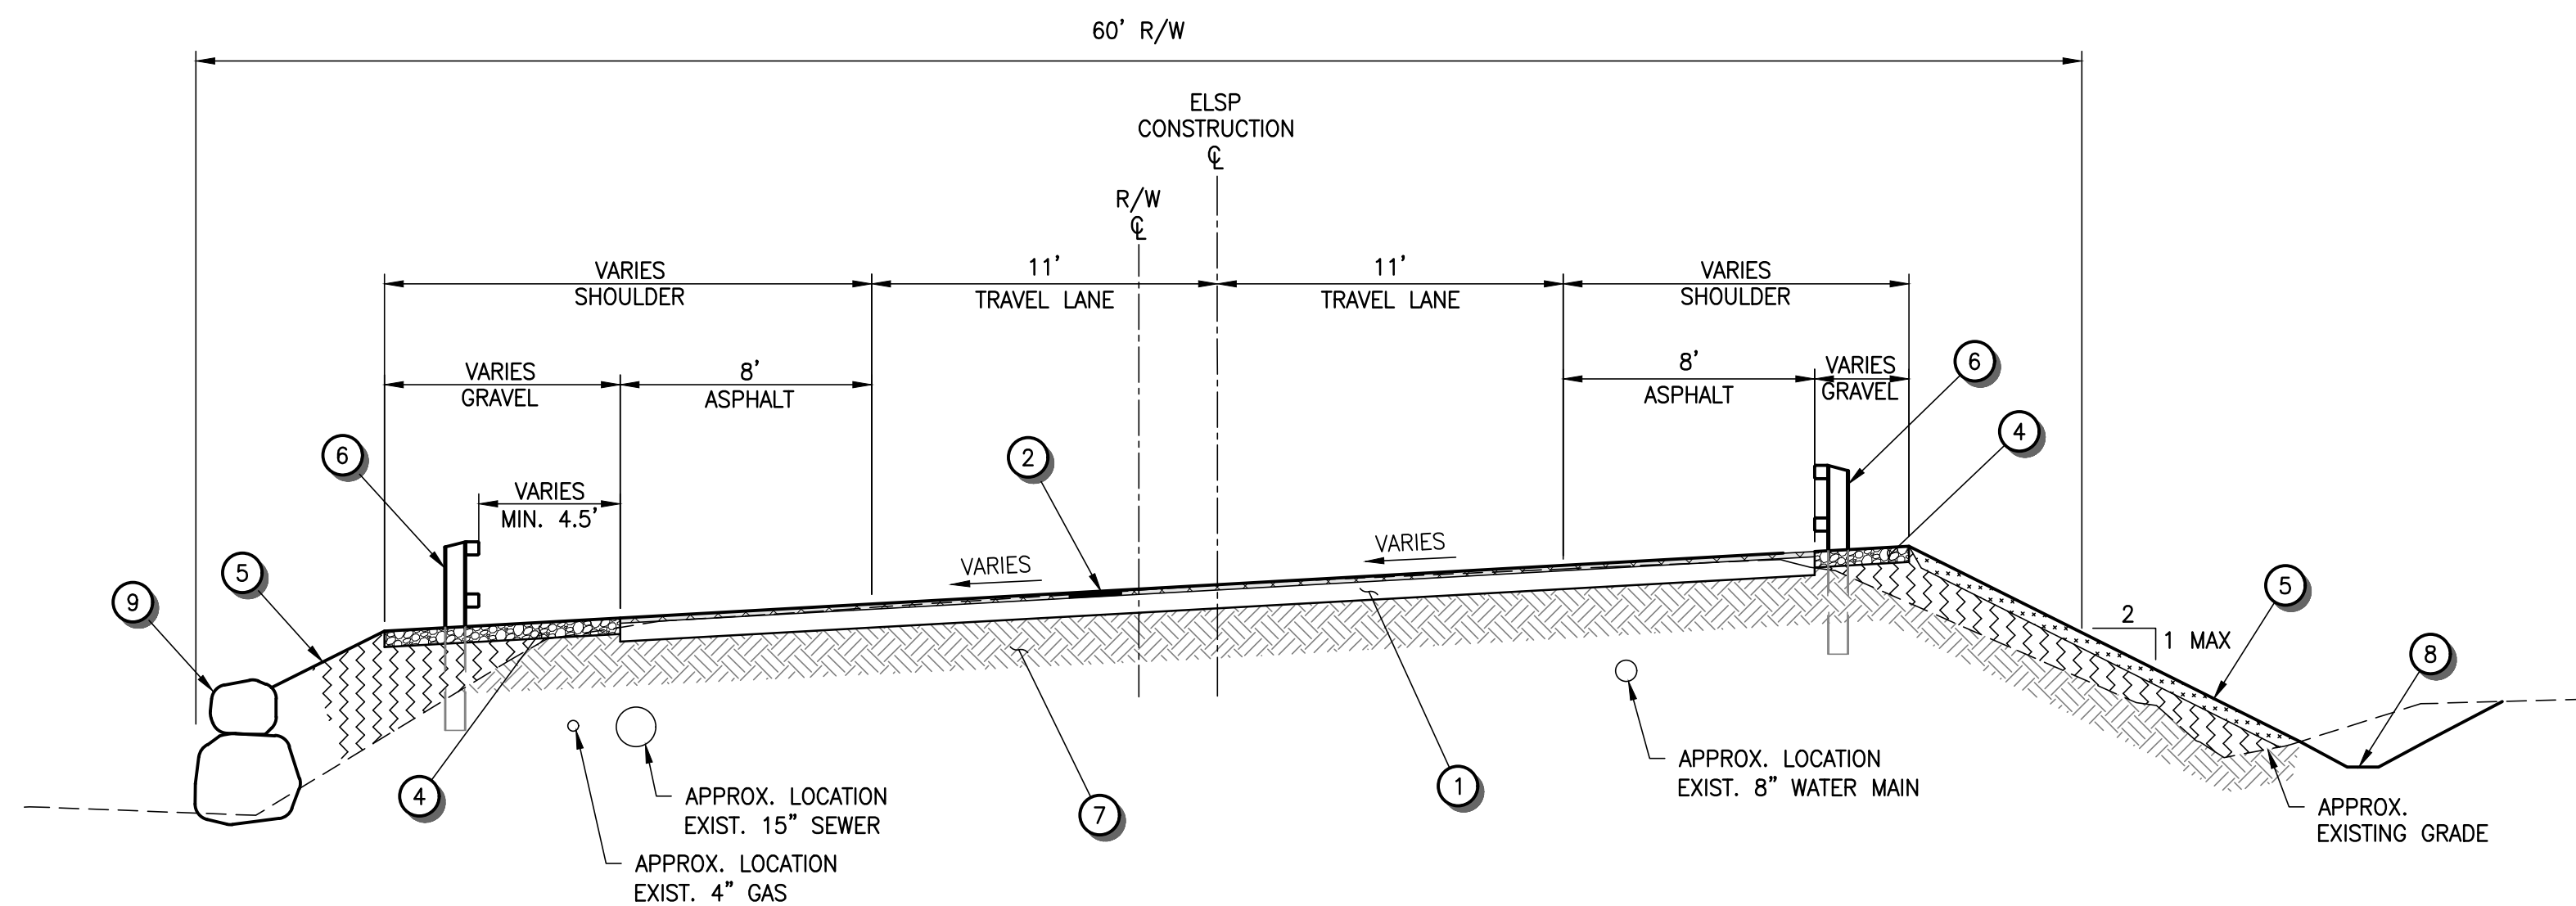 60' R/W
ELSP
CONSTRUCTION
℄
R/W
℄
VARIES
SHOULDER
11'
TRAVEL LANE
11'
TRAVEL LANE
VARIES
SHOULDER
VARIES
GRAVEL
8'
ASPHALT
8'
ASPHALT
VARIES
GRAVEL
6
4
6
2
VARIES
MIN. 4.5'
VARIES
VARIES
5
9
5
2
1 MAX
8
4
7
1
APPROX. LOCATION
EXIST. 15” SEWER
APPROX. LOCATION
EXIST. 4” GAS
APPROX. LOCATION
EXIST. 8” WATER MAIN
APPROX.
EXISTING GRADE